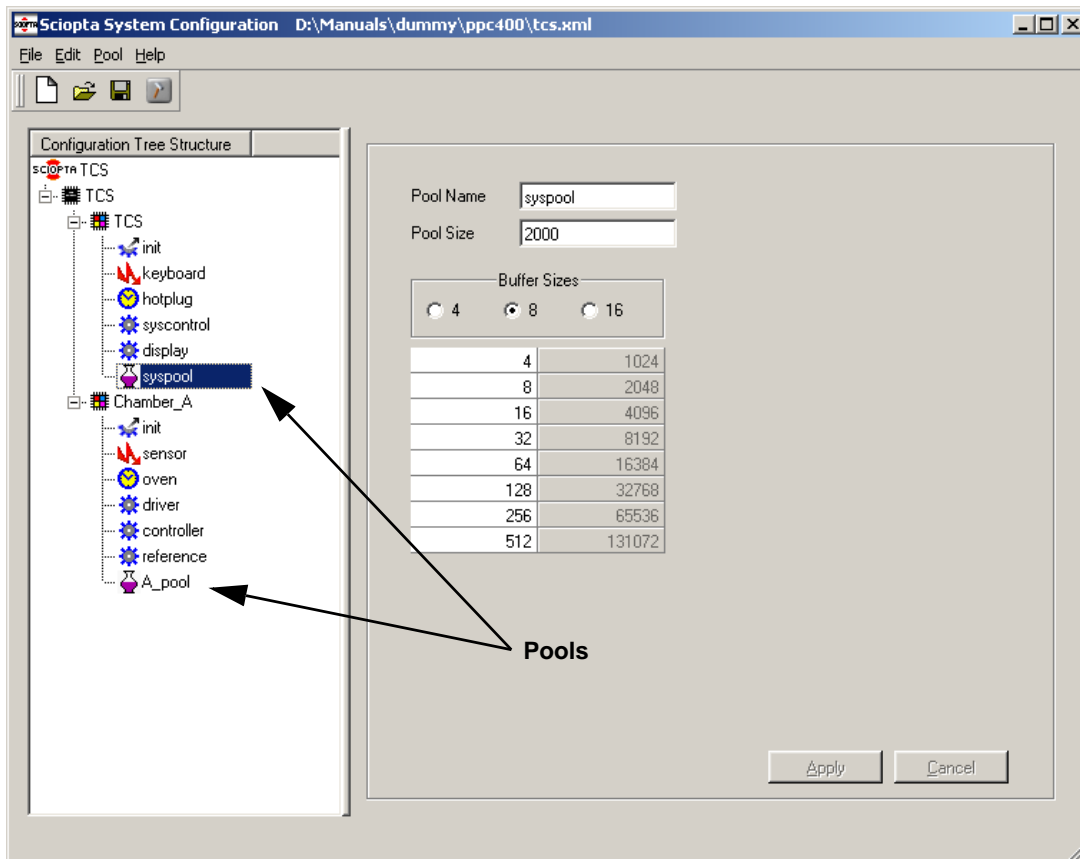 Sciopta System Configuration D:\Manuals\dummy\ppc400\tcs.xml
File Edit Pool Help
Configuration Tree Structure
SCIOPTA TCS
TCS
TCS
init
keyboard
hotplug
syscontrol
display
syspool
Chamber_A
init
sensor
oven
driver
controller
reference
A_pool
Pool Name syspool
Pool Size 2000
Buffer Sizes
4 8 16
4 1024
8 2048
16 4096
32 8192
64 16384
128 32768
256 65536
512 131072
Pools
Apply Cancel